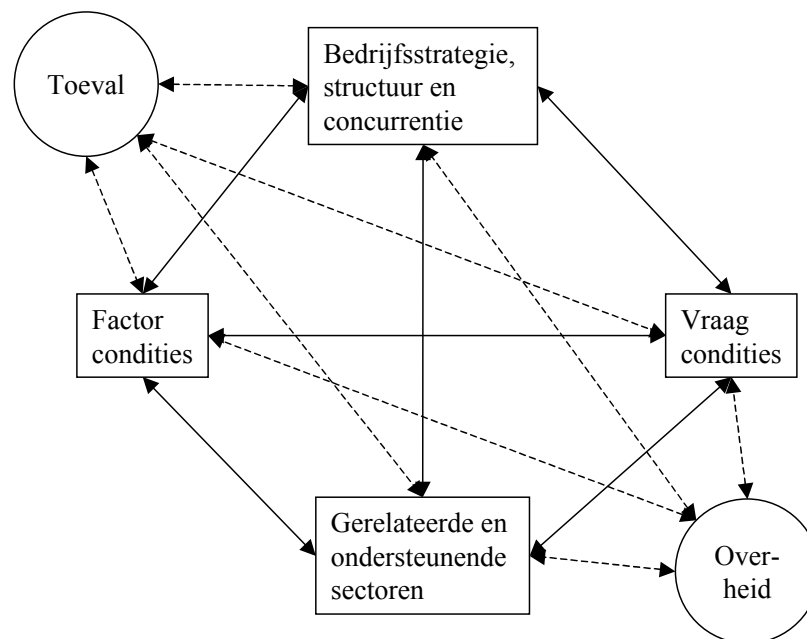 Toeval
Bedrijfsstrategie,
structuur en
concurrentie
Factor
condities
Vraag
condities
Gerelateerde en
ondersteunende
sectoren
Over-
heid